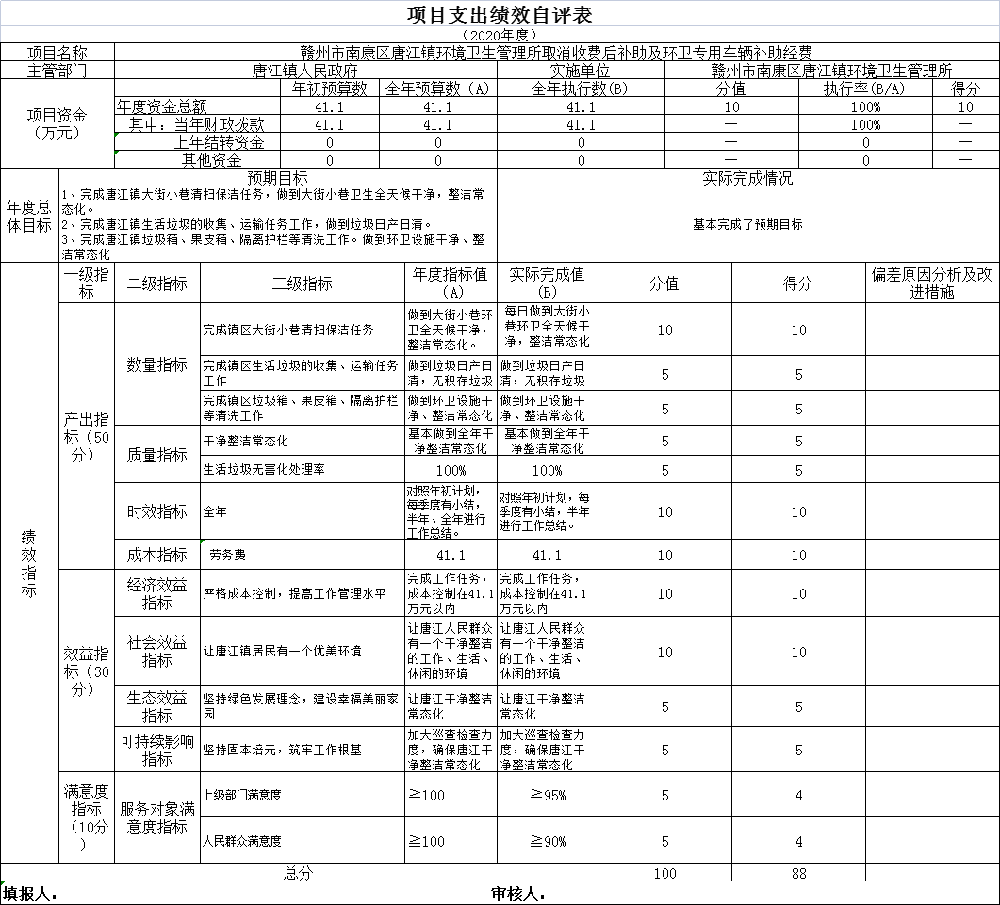 项目支出绩效自评表
（2020年度）
项目名称 赣州市南康区唐江镇环境卫生管理所取消收费后补助及环卫专用车辆补助经费
主管部门 唐江镇人民政府 实施单位 赣州市南康区唐江镇环境卫生管理所
项目资金
（万元）
年初预算数 全年预算数（A） 全年执行数(B) 分值 执行率(B/A) 得分
年度资金总额 41.1 41.1 41.1 10 100% 10
其中：当年财政拨款 41.1 41.1 41.1 — 100% —
上年结转资金 0 0 0 — 0 —
其他资金 0 0 0 — 0 —
年度总
体目标
预期目标 实际完成情况
1、完成唐江镇大街小巷清扫保洁任务，做到大街小巷卫生全天候干净，整洁常
态化。
2、完成唐江镇生活垃圾的收集、运输任务工作，做到垃圾日产日清。
3、完成唐江镇垃圾箱、果皮箱、隔离护栏等清洗工作。做到环卫设施干净、整
洁常态化
基本完成了预期目标
绩
效
指
标
一级指
标
二级指标 三级指标
年度指标值
（A）
实际完成值
(B)
分值 得分
偏差原因分析及改
进措施
产出指
标（50
分）
数量指标
完成镇区大街小巷清扫保洁任务
做到大街小巷环
卫全天候干净，
整洁常态化。
每日做到大街小
巷环卫全天候干
净，整洁常态化
10 10
完成镇区生活垃圾的收集、运输任务
工作
做到垃圾日产日
清，无积存垃圾
做到垃圾日产日
清，无积存垃圾
5 5
完成镇区垃圾箱、果皮箱、隔离护栏
等清洗工作
做到环卫设施干
净、整洁常态化
做到环卫设施干
净、整洁常态化
5 5
质量指标
干净整洁常态化
基本做到全年干
净整洁常态化
基本做到全年干
净整洁常态化
5 5
生活垃圾无害化处理率 100% 100% 5 5
时效指标 全年
对照年初计划，
每季度有小结，
半年、全年进行
工作总结。
对照年初计划，每
季度有小结，半年
进行工作总结。
10 10
成本指标 劳务费 41.1 41.1 10 10
效益指
标（30
分）
经济效益
指标
严格成本控制，提高工作管理水平
完成工作任务，
成本控制在41.1
万元以内
完成工作任务，
成本控制在41.1
万元以内
10 10
社会效益
指标
让唐江镇居民有一个优美环境
让唐江人民群众
有一个干净整洁
的工作、生活、
休闲的环境
让唐江人民群众
有一个干净整洁
的工作、生活、
休闲的环境
10 10
生态效益
指标
坚持绿色发展理念，建设幸福美丽家
园
让唐江干净整洁
常态化
让唐江干净整洁
常态化
5 5
可持续影响
指标
坚持固本培元，筑牢工作根基
加大巡查检查力
度，确保唐江干
净整洁常态化
加大巡查检查力
度，确保唐江干
净整洁常态化
5 5
满意度
指标
（10分
）
服务对象满
意度指标
上级部门满意度 ≧100 ≧95% 5 4
人民群众满意度 ≧100 ≧90% 5 4
总分 100 88
填报人： 审核人：